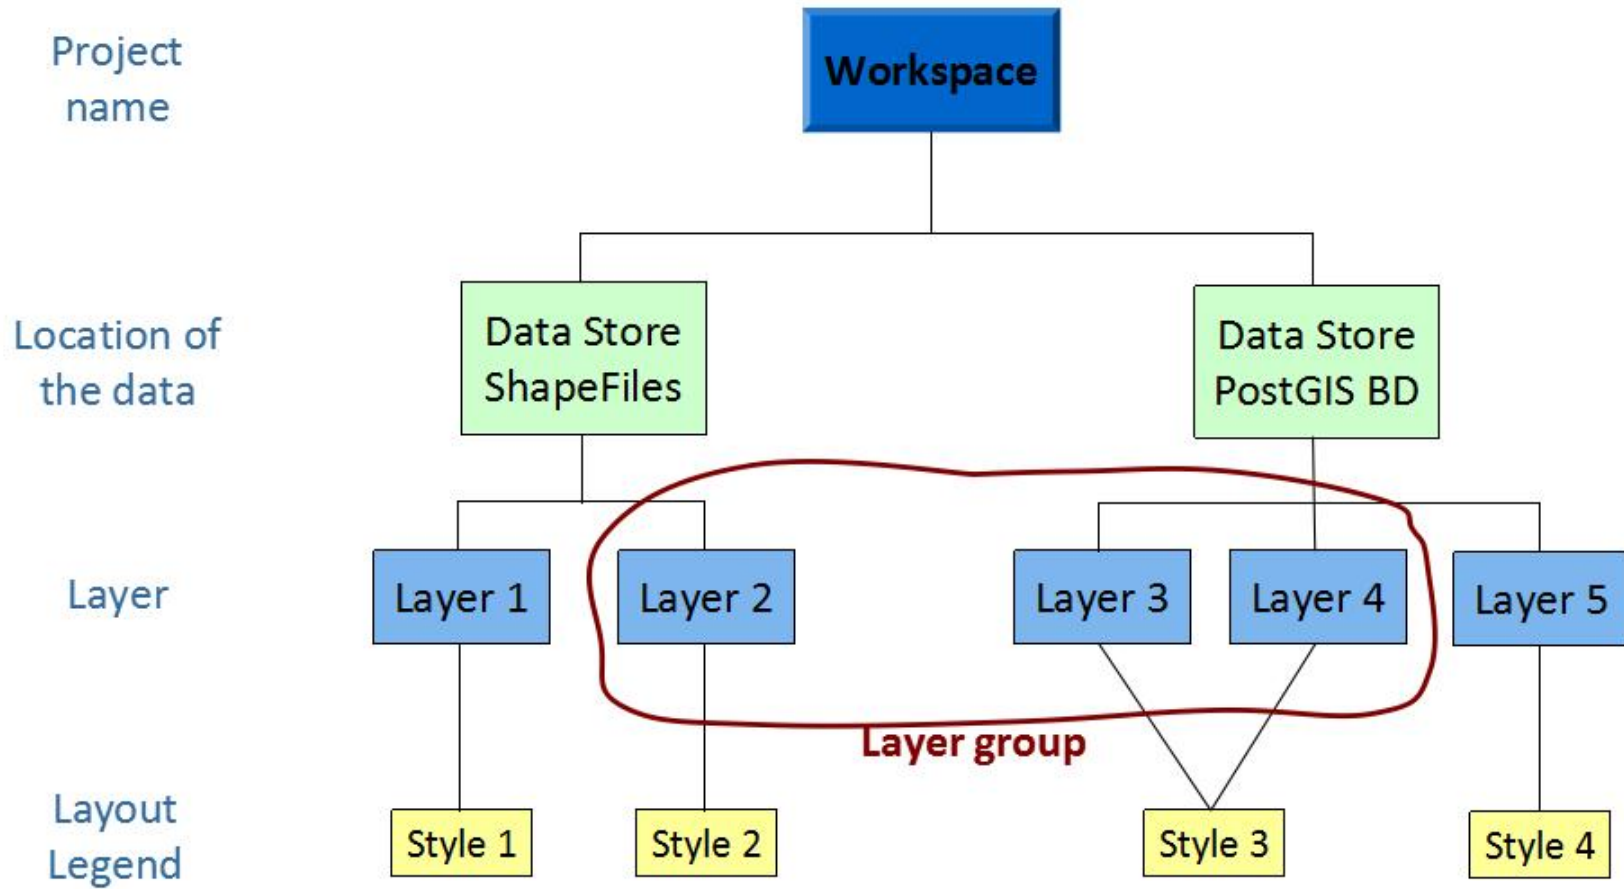 Project
name
Workspace
Location of
the data
Data Store
ShapeFiles
Data Store
PostGIS BD
Layer
Layer 1
Layer 2
Layer 3
Layer 4
Layer 5
Layer group
Layout
Legend
Style 1
Style 2
Style 3
Style 4